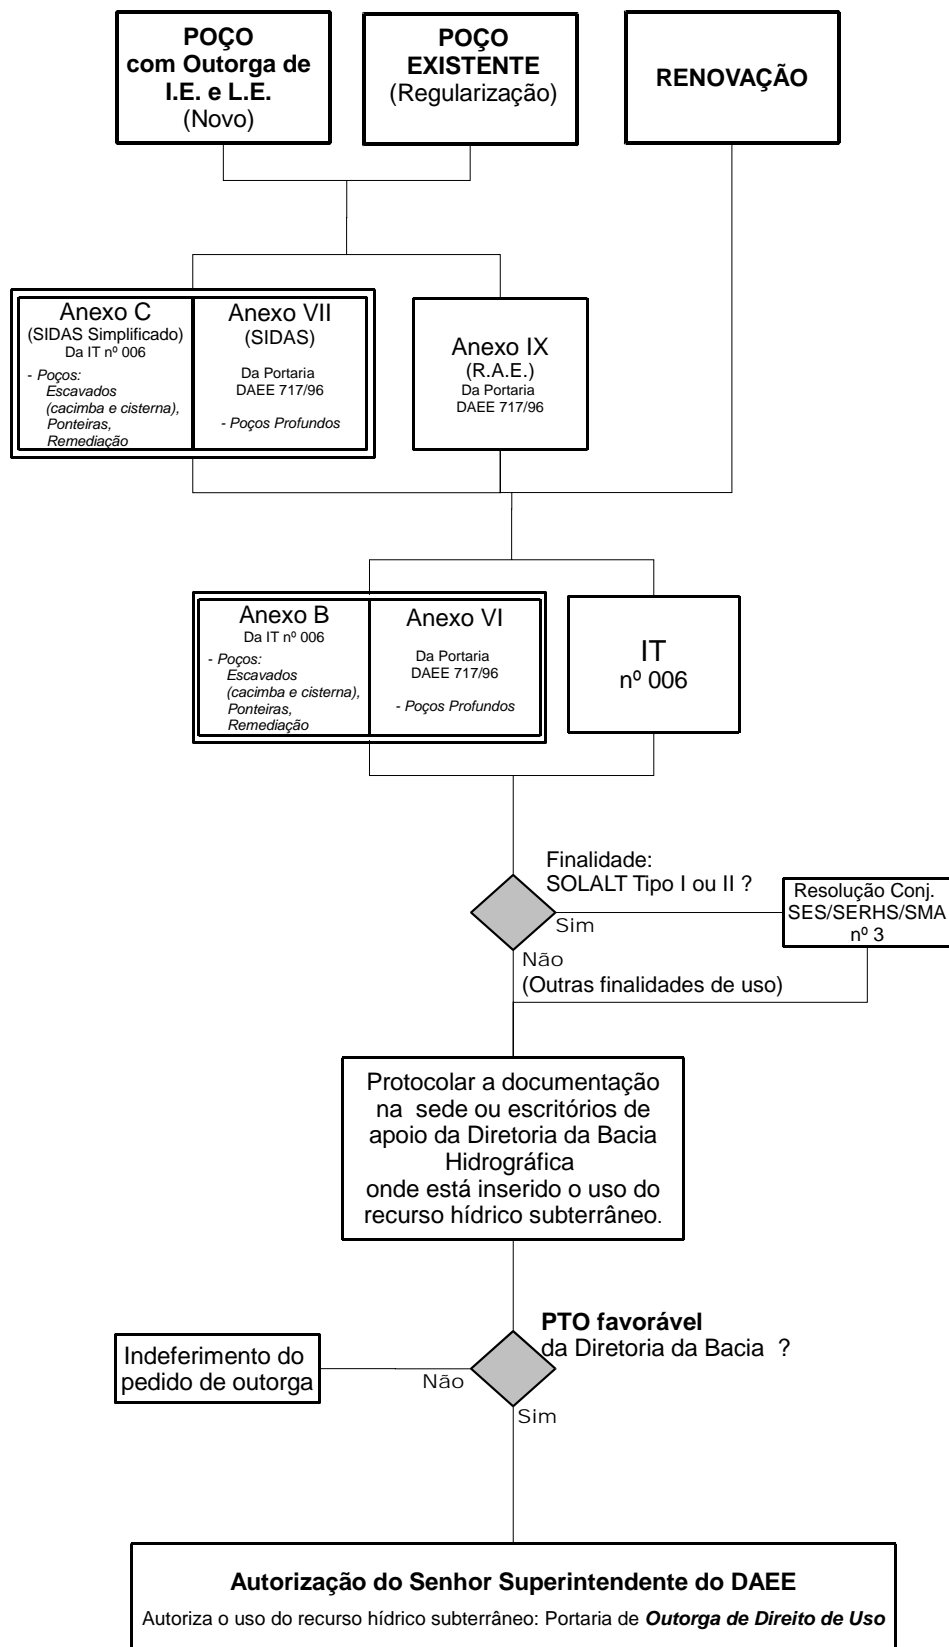 POÇO
com Outorga de
I.E. e L.E.
(Novo)
POÇO
EXISTENTE
(Regularização)
RENOVAÇÃO
Anexo C
(SIDAS Simplificado)
Da IT nº 006
- Poços:
Escavados
(cacimba e cisterna),
Ponteiras,
Remediação
Anexo VII
(SIDAS)
Da Portaria
DAEE 717/96
- Poços Profundos
Anexo IX
(R.A.E.)
Da Portaria
DAEE 717/96
Anexo B
Da IT nº 006
- Poços:
Escavados
(cacimba e cisterna),
Ponteiras,
Remediação
Anexo VI
Da Portaria
DAEE 717/96
- Poços Profundos
IT
nº 006
Finalidade:
SOLALT Tipo I ou II ?
Sim
Resolução Conj.
SES/SERHS/SMA
nº 3
Não
(Outras finalidades de uso)
Protocolar a documentação
na sede ou escritórios de
apoio da Diretoria da Bacia
Hidrográfica
onde está inserido o uso do
recurso hídrico subterrâneo.
PTO favorável
da Diretoria da Bacia ?
Indeferimento do
pedido de outorga
Não
Sim
Autorização do Senhor Superintendente do DAEE
Autoriza o uso do recurso hídrico subterrâneo: Portaria de Outorga de Direito de Uso